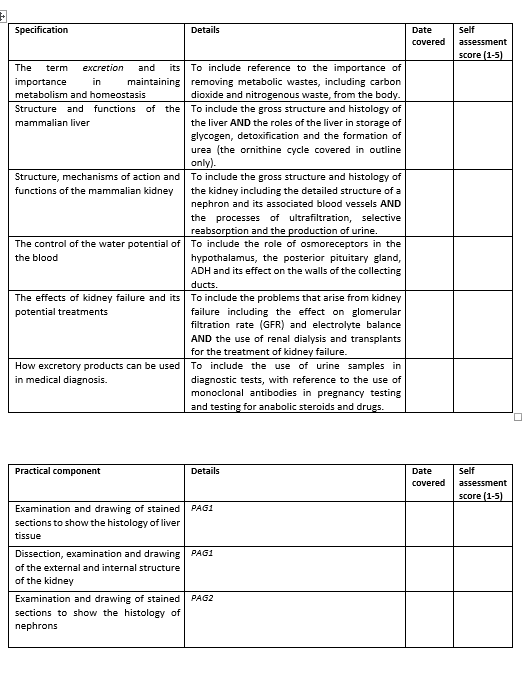 Specification Details Date Self
covered assessment
score (1-5)
The term excretion and its To include reference to the importance of
importance in maintaining removing metabolic wastes, including carbon
metabolism and homeostasis dioxide and nitrogenous waste, from the body.
Structure and functions of the To include the gross structure and histology of
mammalian liver the liver AND the roles of the liver in storage of
glycogen, detoxification and the formation of
urea (the ornithine cycle covered in outline
only).
Structure, mechanisms of action and To include the gross structure and histology of
functions of the mammalian kidney the kidney including the detailed structure of a
nephron and its associated blood vessels AND
the processes of ultrafiltration, selective
reabsorption and the production of urine.
The control of the water potential of To include the role of osmoreceptors in the
the blood hypothalamus, the posterior pituitary gland,
ADH and its effect on the walls of the collecting
ducts.
The effects of kidney failure and its To include the problems that arise from kidney
potential treatments failure including the effect on glomerular
filtration rate (GFR) and electrolyte balance
AND the use of renal dialysis and transplants
for the treatment of kidney failure.
How excretory products can be used To include the use of urine samples in
in medical diagnosis. diagnostic tests, with reference to the use of
monoclonal antibodies in pregnancy testing
and testing for anabolic steroids and drugs.
Practical component Details Date Self
covered assessment
score (1-5)
Examination and drawing of stained PAG1
sections to show the histology of liver
tissue
Dissection, examination and drawing PAG1
of the external and internal structure
of the kidney
Examination and drawing of stained PAG2
sections to show the histology of
nephrons